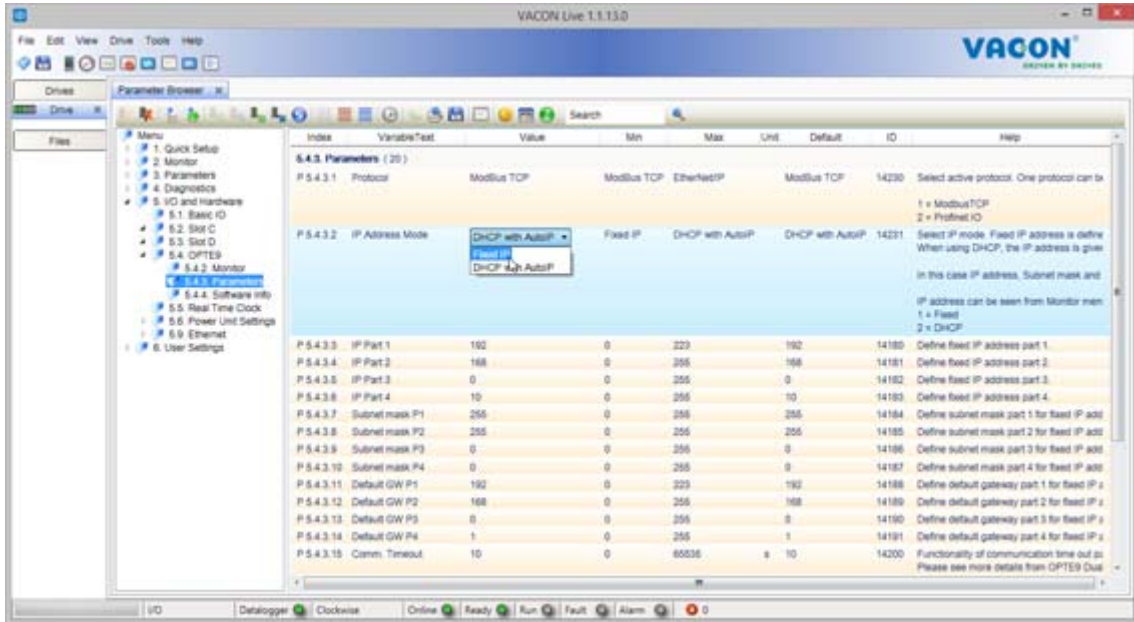 VACON Live 1.1.13.0
File Edit View Drive Tools Help
VACON
DRIVEN BY DRIVES
Drives
Drive
Files
Parameter Browser
Search
Menu
1. Quick Setup
2. Monitor
3. Parameters
4. Diagnostics
5. I/O and Hardware
5.1. Basic IO
5.2. Slot C
5.3. Slot D
5.4. OPTE9
5.4.2. Monitor
5.4.3. Parameters
5.4.4. Software info
5.5. Real Time Clock
5.6. Power Unit Settings
5.9. Ethernet
6. User Settings
Index VariableText Value Min Max Unit Default ID Help
5.4.3. Parameters (20)
P 5.4.3.1 Protocol ModBus TCP ModBus TCP EtherNet/IP ModBus TCP 14230 Select active protocol. One protocol can be
1 = ModbusTCP
2 = Profinet IO
P 5.4.3.2 IP Address Mode DHCP with AutoIP Fixed IP DHCP with AutoIP DHCP with AutoIP 14231 Select IP mode. Fixed IP address is define
When using DHCP, the IP address is give
Fixed IP
DHCP with AutoIP
In this case IP address, Subnet mask and
IP address can be seen from Monitor men
1 = Fixed
2 = DHCP
P 5.4.3.3 IP Part 1 192 0 223 192 14180 Define fixed IP address part 1.
P 5.4.3.4 IP Part 2 168 0 255 168 14181 Define fixed IP address part 2.
P 5.4.3.5 IP Part 3 0 0 255 0 14182 Define fixed IP address part 3.
P 5.4.3.6 IP Part 4 10 0 255 10 14183 Define fixed IP address part 4.
P 5.4.3.7 Subnet mask P1 255 0 255 255 14184 Define subnet mask part 1 for fixed IP add
P 5.4.3.8 Subnet mask P2 255 0 255 255 14185 Define subnet mask part 2 for fixed IP add
P 5.4.3.9 Subnet mask P3 0 0 255 0 14186 Define subnet mask part 3 for fixed IP add
P 5.4.3.10 Subnet mask P4 0 0 255 0 14187 Define subnet mask part 4 for fixed IP add
P 5.4.3.11 Default GW P1 192 0 223 192 14188 Define default gateway part 1 for fixed IP a
P 5.4.3.12 Default GW P2 168 0 255 168 14189 Define default gateway part 2 for fixed IP a
P 5.4.3.13 Default GW P3 0 0 255 0 14190 Define default gateway part 3 for fixed IP a
P 5.4.3.14 Default GW P4 1 0 255 1 14191 Define default gateway part 4 for fixed IP a
P 5.4.3.15 Comm. Timeout 10 0 65535 s 10 14200 Functionality of communication time out pa
Please see more details from OPTE9 Dual
I/O Datalogger Clockwise Online Ready Run Fault Alarm 0